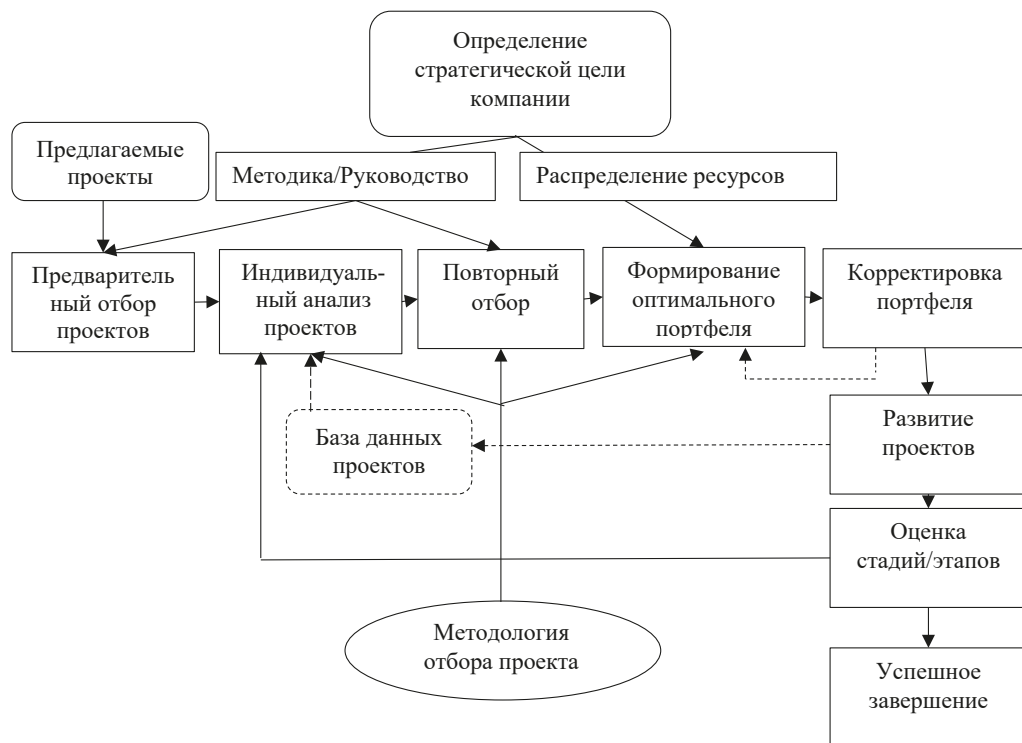 Определение
стратегической цели
компании
Предлагаемые
проекты
Методика/Руководство
Распределение ресурсов
Предваритель
ный отбор
проектов
Индивидуаль-
ный анализ
проектов
Повторный
отбор
Формирование
оптимального
портфеля
Корректировка
портфеля
База данных
проектов
Развитие
проектов
Оценка
стадий/этапов
Методология
отбора проекта
Успешное
завершение